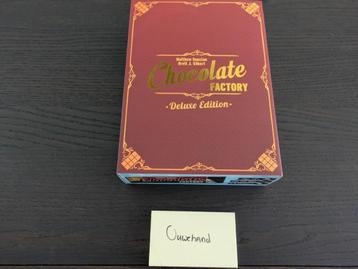 Matthew Dunstan
Brett J. Gilbert
Chocolate
FACTORY
·Deluxe Edition·
Ouwehand